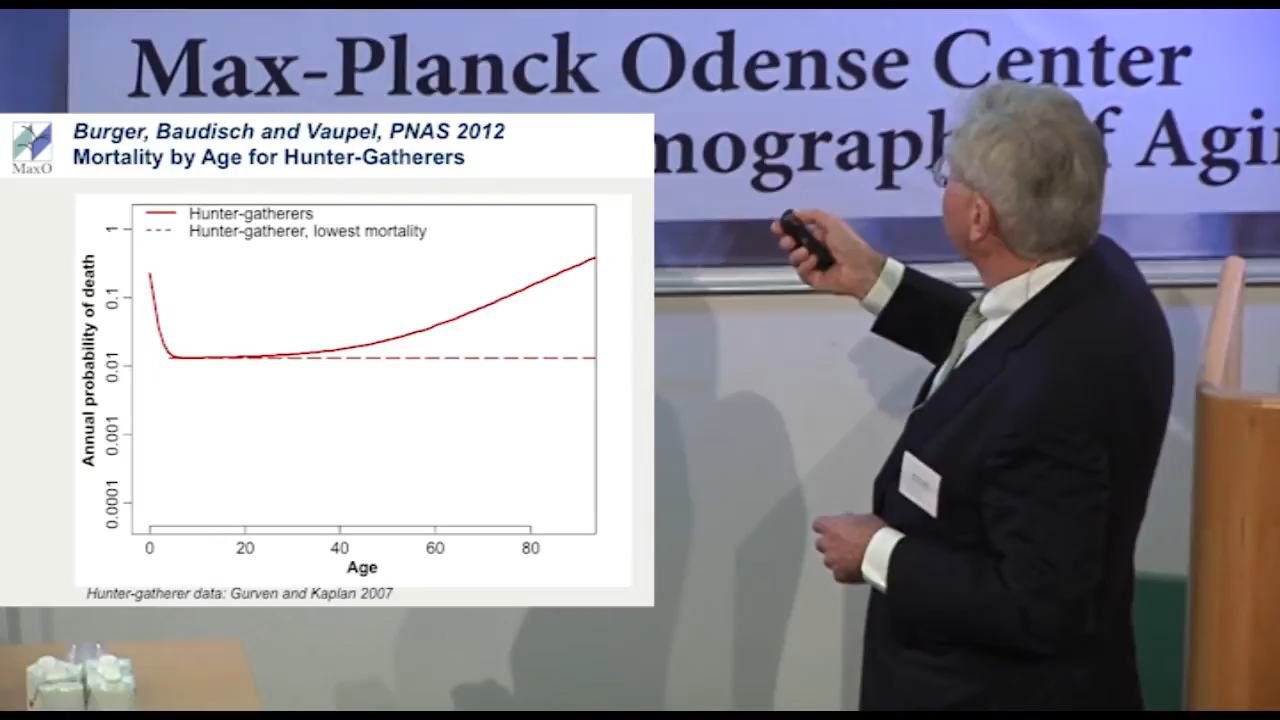 Max-Planck Odense Center
mograph f Agi
Burger, Baudisch and Vaupel, PNAS 2012
Mortality by Age for Hunter-Gatherers
MaxO
Hunter-gatherers
Hunter-gatherer, lowest mortality
Annual probability of death
1
0.1
0.01
0.001
0.0001
0
20
40
60
80
Age
Hunter-gatherer data: Gurven and Kaplan 2007